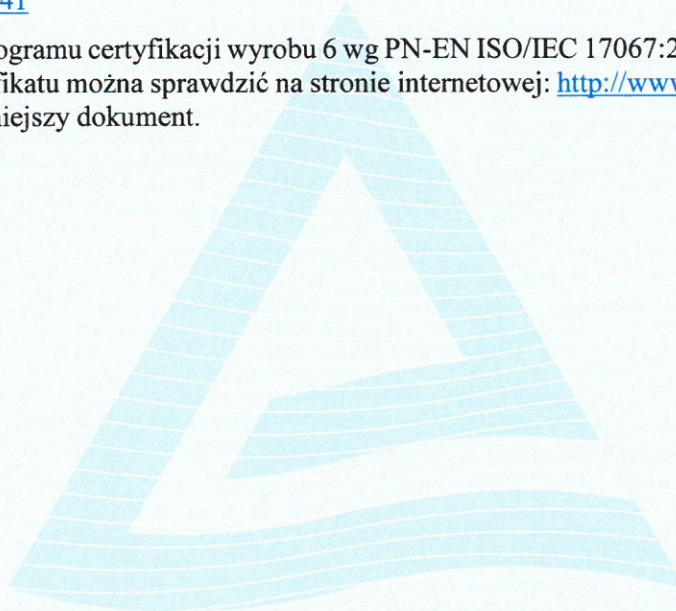 41
ogramu certyfikacji wyrobu 6 wg PN-EN ISO/IEC 17067:2
fikatu można sprawdzić na stronie internetowej: http://www
niejszy dokument.